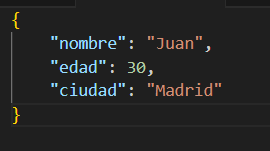 {
    "nombre": "Juan",
    "edad": 30,
    "ciudad": "Madrid"
}